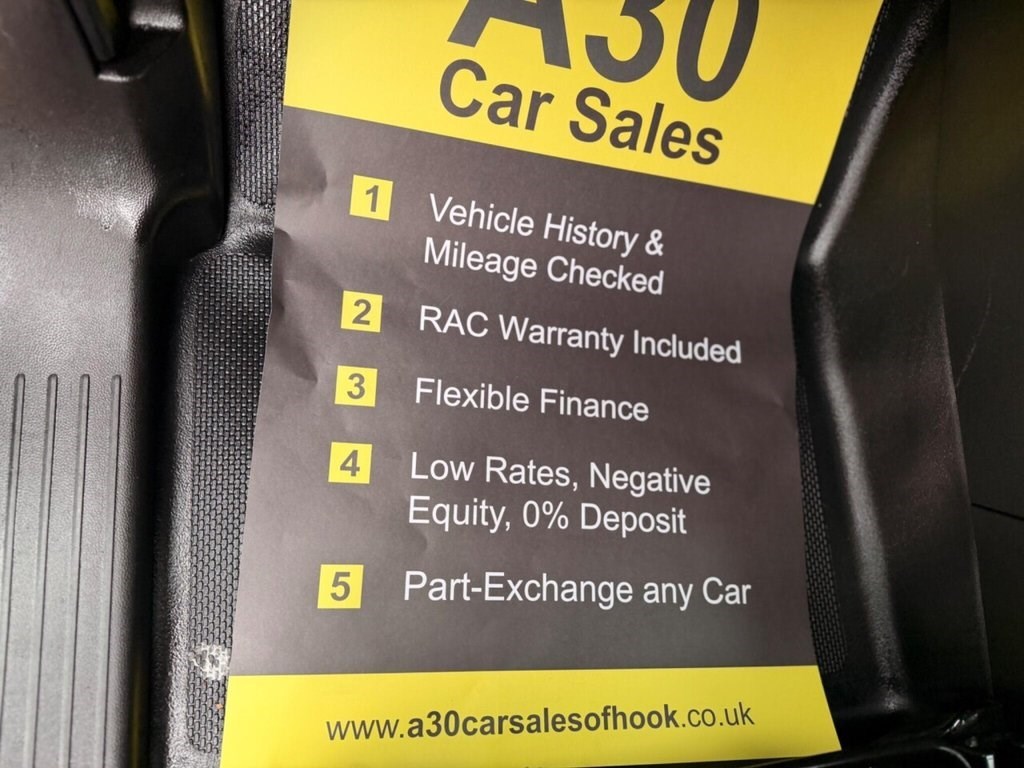 A30
Car Sales
1 Vehicle History &
Mileage Checked
2 RAC Warranty Included
3 Flexible Finance
4 Low Rates, Negative
Equity, 0% Deposit
5 Part-Exchange any Car
www.a30carsalesofhook.co.uk